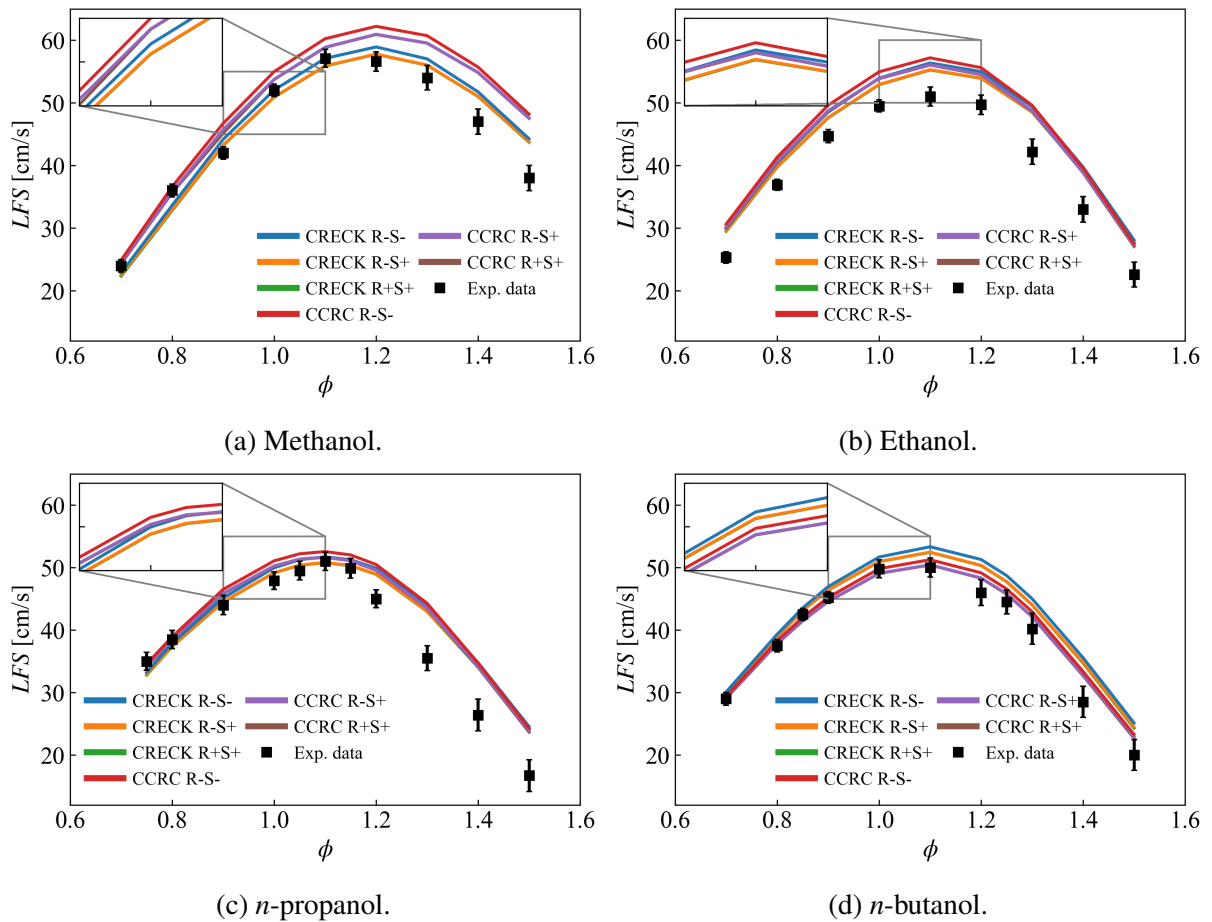 60
50
40
30
20
LFS [cm/s]
CRECK R-S-
CCRC R-S+
CRECK R-S+
CCRC R+S+
CRECK R+S+
Exp. data
CCRC R-S-
0.6 0.8 1.0 1.2 1.4 1.6
ϕ
(a) Methanol.
60
50
40
30
20
LFS [cm/s]
CRECK R-S-
CCRC R-S+
CRECK R-S+
CCRC R+S+
CRECK R+S+
Exp. data
CCRC R-S-
0.6 0.8 1.0 1.2 1.4 1.6
ϕ
(b) Ethanol.
60
50
40
30
20
LFS [cm/s]
CRECK R-S-
CCRC R-S+
CRECK R-S+
CCRC R+S+
CRECK R+S+
Exp. data
CCRC R-S-
0.6 0.8 1.0 1.2 1.4 1.6
ϕ
(c) n-propanol.
60
50
40
30
20
LFS [cm/s]
CRECK R-S-
CCRC R-S+
CRECK R-S+
CCRC R+S+
CRECK R+S+
Exp. data
CCRC R-S-
0.6 0.8 1.0 1.2 1.4 1.6
ϕ
(d) n-butanol.